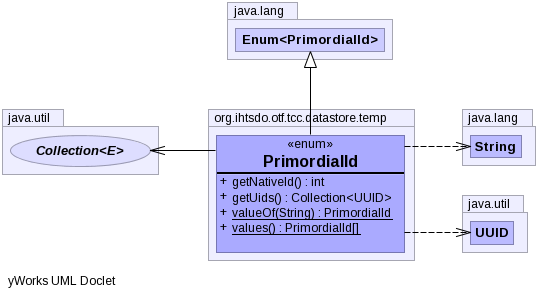 java.lang
Enum<PrimordialId>
java.util
Collection<E>
org.ihtsdo.otf.tcc.datastore.temp
«enum»
PrimordialId
+ getNativeId() : int
+ getUids() : Collection<UUID>
+ valueOf(String) : PrimordialId
+ values() : PrimordialId[]
java.lang
String
java.util
UUID
yWorks UML Doclet